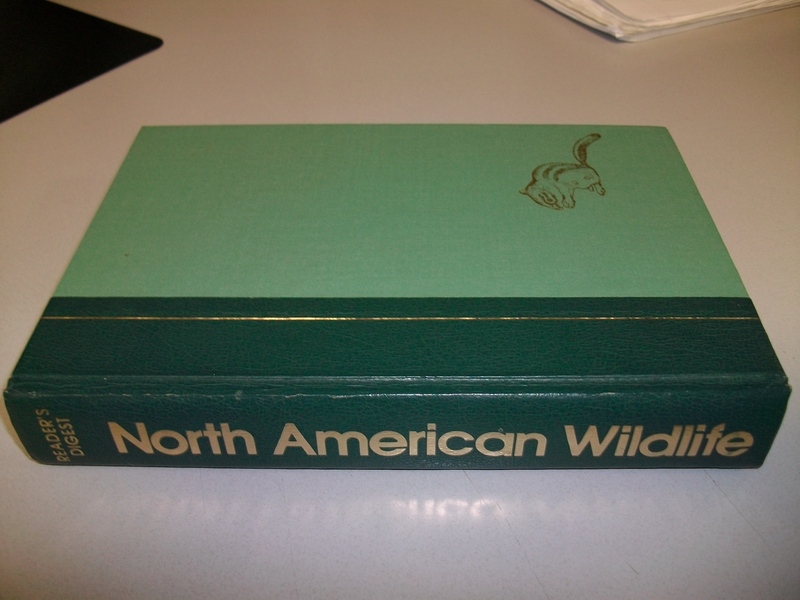 READER'S
DIGEST
North American Wildlife